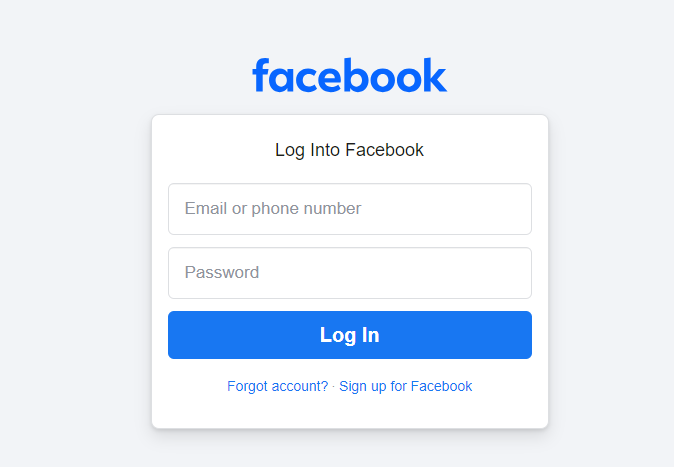 facebook
Log Into Facebook
Email or phone number
Password
Log In
Forgot account? · Sign up for Facebook